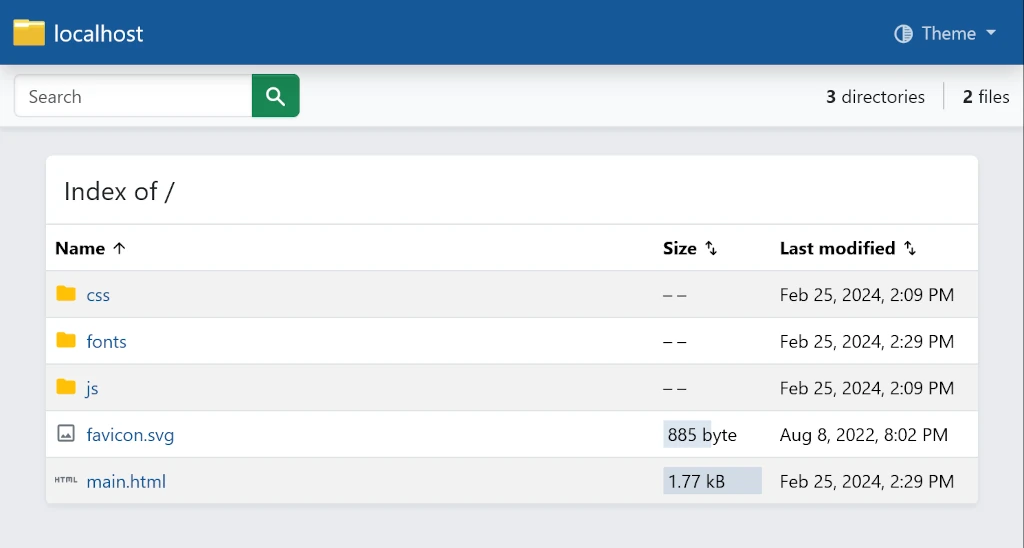 localhost
Theme
Search
3 directories
2 files
Index of /
Name Size Last modified
css – – Feb 25, 2024, 2:09 PM
fonts – – Feb 25, 2024, 2:29 PM
js – – Feb 25, 2024, 2:09 PM
favicon.svg 885 byte Aug 8, 2022, 8:02 PM
HTML main.html 1.77 kB Feb 25, 2024, 2:29 PM